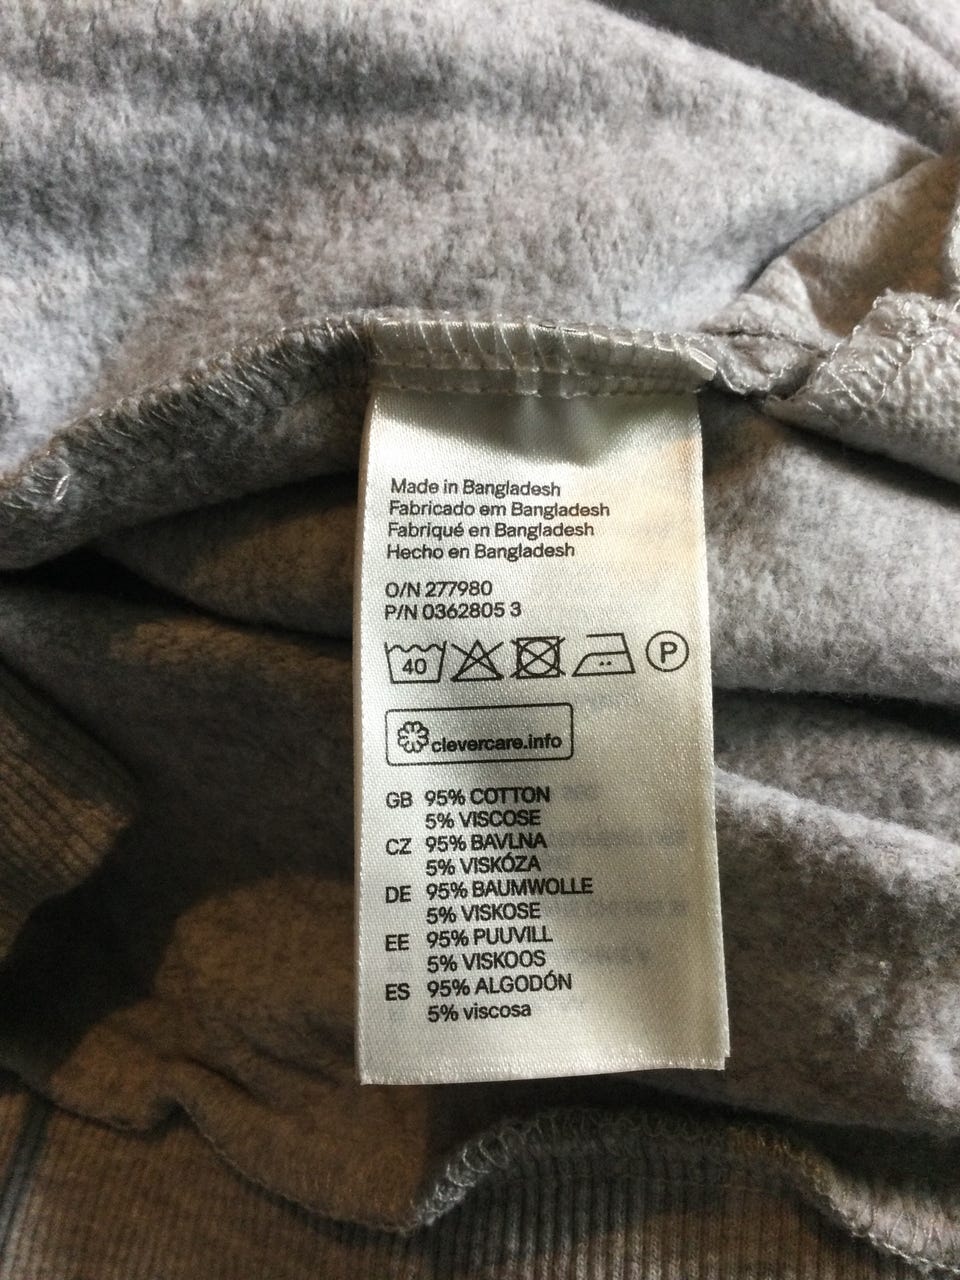 Made in Bangladesh
Fabricado em Bangladesh
Fabriqué en Bangladesh
Hecho en Bangladesh
O/N 277980
P/N 0362805 3
40 P
clevercare.info
GB 95% COTTON
5% VISCOSE
CZ 95% BAVLNA
5% VISKÓZA
DE 95% BAUMWOLLE
5% VISKOSE
EE 95% PUUVILL
5% VISKOOS
ES 95% ALGODÓN
5% viscosa